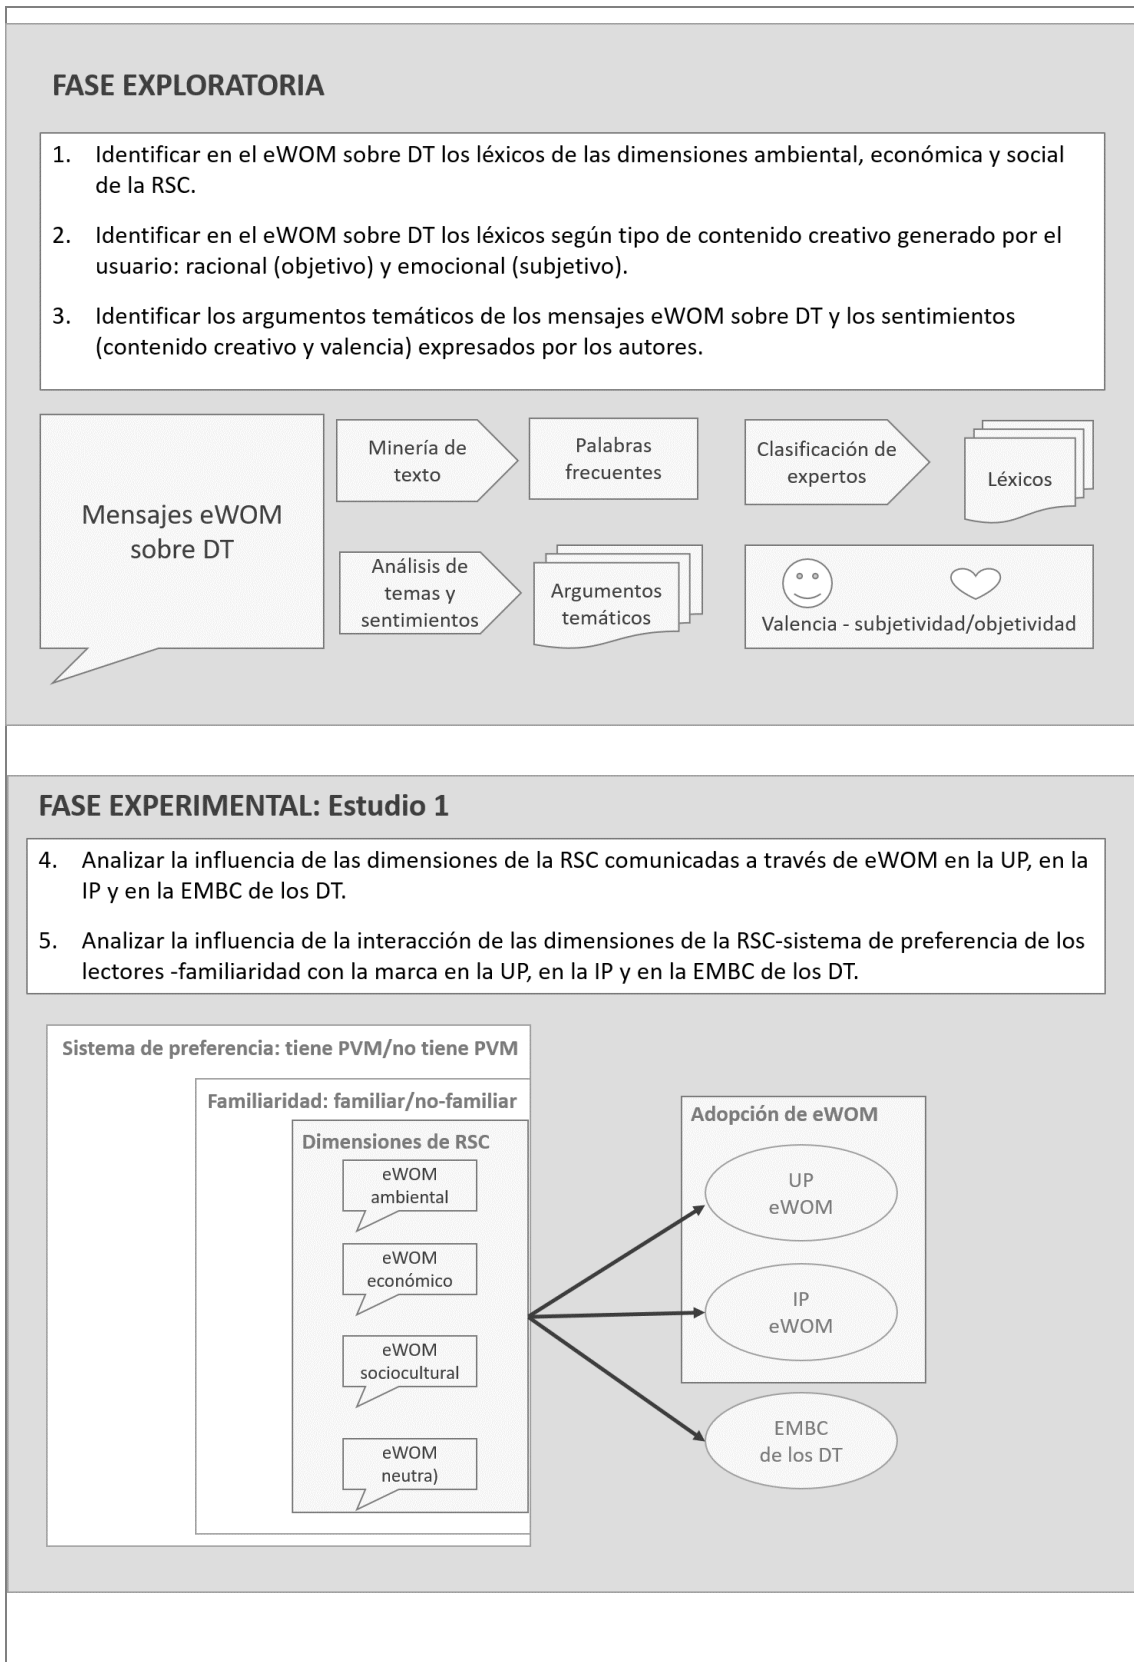 FASE EXPLORATORIA
1. Identificar en el eWOM sobre DT los léxicos de las dimensiones ambiental, económica y social
de la RSC.
2. Identificar en el eWOM sobre DT los léxicos según tipo de contenido creativo generado por el
usuario: racional (objetivo) y emocional (subjetivo).
3. Identificar los argumentos temáticos de los mensajes eWOM sobre DT y los sentimientos
(contenido creativo y valencia) expresados por los autores.
Mensajes eWOM
sobre DT
Minería de
texto
Palabras
frecuentes
Clasificación de
expertos
Léxicos
Análisis de
temas y
sentimientos
Argumentos
temáticos
Valencia - subjetividad/objetividad
FASE EXPERIMENTAL: Estudio 1
4. Analizar la influencia de las dimensiones de la RSC comunicadas a través de eWOM en la UP, en la
IP y en la EMBC de los DT.
5. Analizar la influencia de la interacción de las dimensiones de la RSC-sistema de preferencia de los
lectores -familiaridad con la marca en la UP, en la IP y en la EMBC de los DT.
Sistema de preferencia: tiene PVM/no tiene PVM
Familiaridad: familiar/no-familiar
Dimensiones de RSC
eWOM
ambiental
eWOM
económico
eWOM
sociocultural
eWOM
neutra)
Adopción de eWOM
UP
eWOM
IP
eWOM
EMBC
de los DT